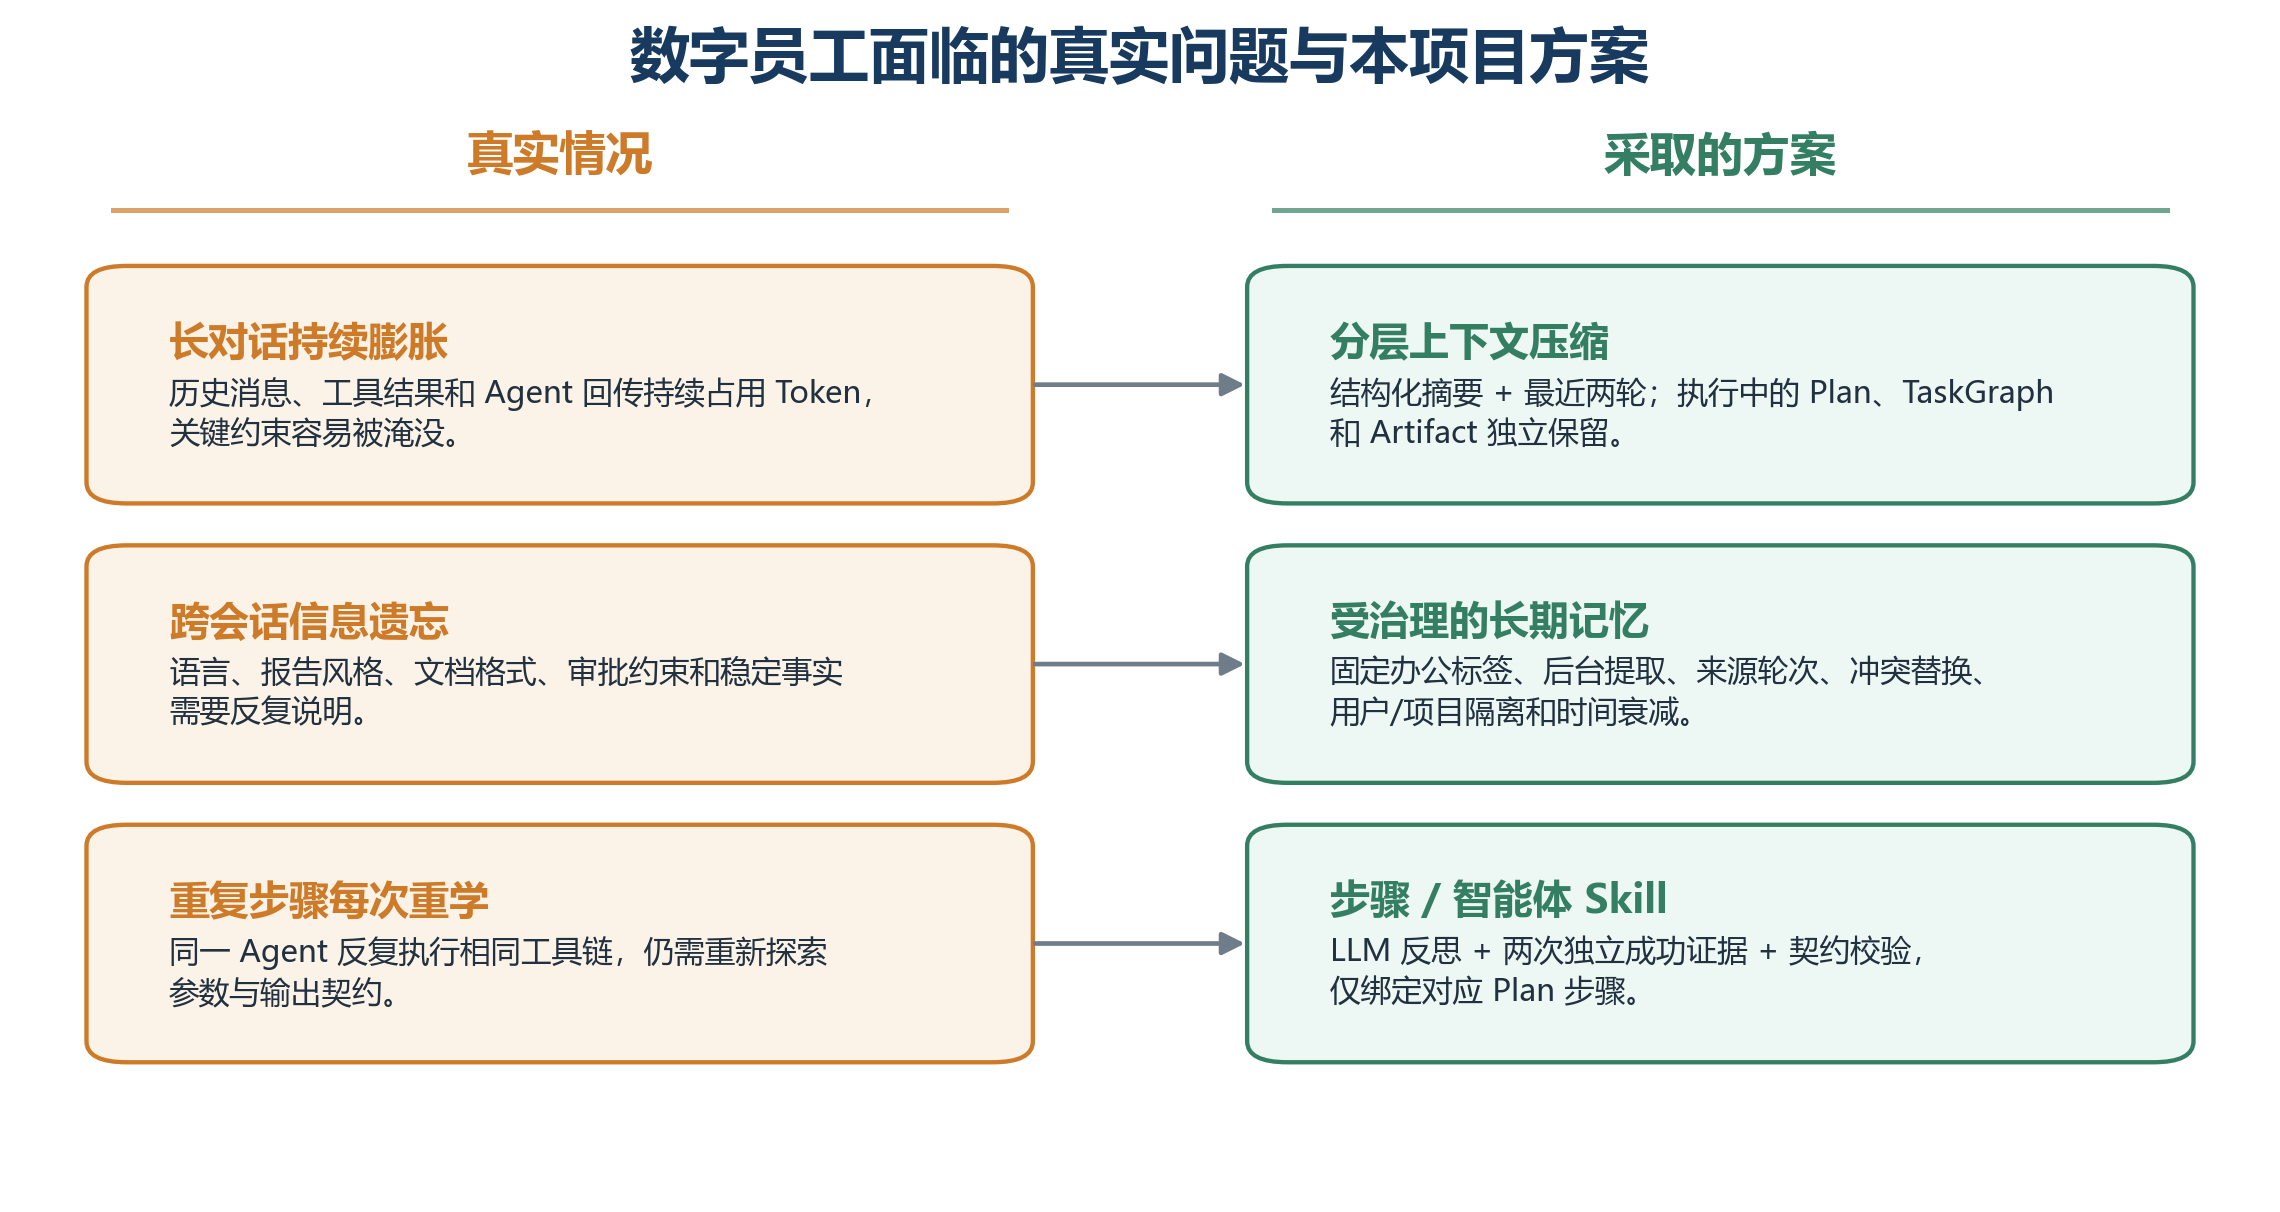 数字员工面临的真实问题与本项目方案
真实情况
采取的方案
长对话持续膨胀
历史消息、工具结果和 Agent 回传持续占用 Token，
关键约束容易被淹没。
分层上下文压缩
结构化摘要 + 最近两轮；执行中的 Plan、TaskGraph
和 Artifact 独立保留。
跨会话信息遗忘
语言、报告风格、文档格式、审批约束和稳定事实
需要反复说明。
受治理的长期记忆
固定办公标签、后台提取、来源轮次、冲突替换、
用户/项目隔离和时间衰减。
重复步骤每次重学
同一 Agent 反复执行相同工具链，仍需重新探索
参数与输出契约。
步骤 / 智能体 Skill
LLM 反思 + 两次独立成功证据 + 契约校验，
仅绑定对应 Plan 步骤。